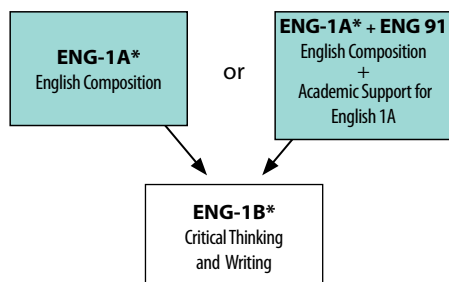 ENG-1A*
English Composition
or
ENG-1A* + ENG 91
English Composition
+
Academic Support for
English 1A
ENG-1B*
Critical Thinking
and Writing